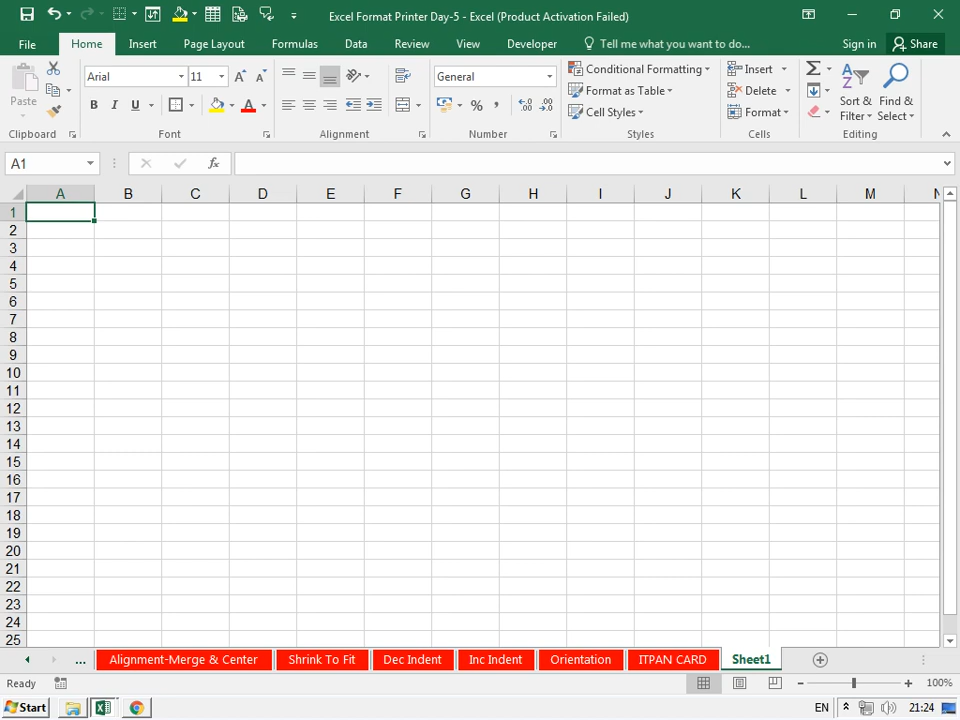 Excel Format Printer Day-5 - Excel (Product Activation Failed)
File Home Insert Page Layout Formulas Data Review View Developer Tell me what you want to do... Sign in Share
Paste
Arial 11 A A
B I U A
General
% ,
Conditional Formatting
Format as Table
Cell Styles
Insert
Delete
Format
Σ
A
Z
Sort &
Filter
Find &
Select
Clipboard Font Alignment Number Styles Cells Editing
A1 fx
A B C D E F G H I J K L M N
1
2
3
4
5
6
7
8
9
10
11
12
13
14
15
16
17
18
19
20
21
22
23
24
25
... Alignment-Merge & Center Shrink To Fit Dec Indent Inc Indent Orientation ITPAN CARD Sheet1
Ready 100%
Start EN 21:24